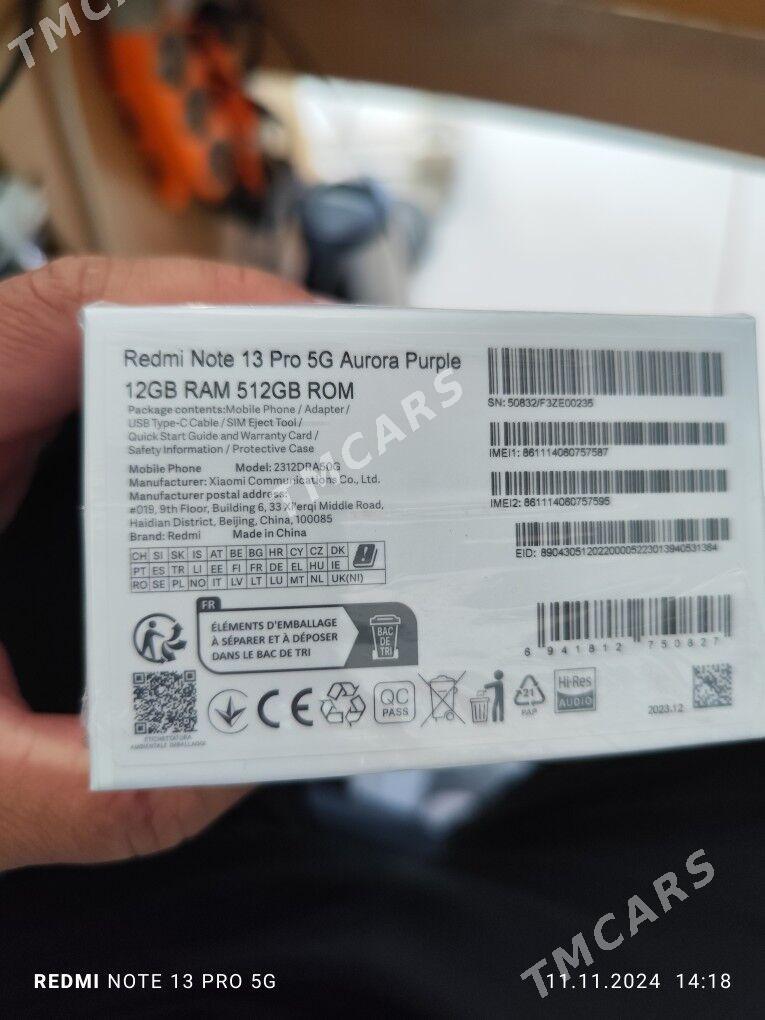 TMCARS
Redmi Note 13 Pro 5G Aurora Purple
12GB RAM 512GB ROM
Package contents:Mobile Phone / Adapter /
USB Type-C Cable / SIM Eject Tool /
Quick Start Guide and Warranty Card /
Safety Information / Protective Case
Mobile Phone Model: 2312DRA50G
Manufacturer: Xiaomi Communications Co., Ltd.
Manufacturer postal address:
#019, 9th Floor, Building 6, 33 Xi'erqi Middle Road,
Haidian District, Beijing, China, 100085
Brand: Redmi Made in China
CH SI SK IS AT BE BG HR CY CZ DK
PT ES TR LI EE FI FR DE EL HU IE
RO SE PL NO IT LV LT LU MT NL UK(NI)
SN: 50832/F3ZE00235
IMEI1: 861114060757587
IMEI2: 861114060757595
EID: 89043051202200005223013940531384
6 941812 750827
TMCARS
FR
ÉLÉMENTS D'EMBALLAGE
À SÉPARER ET À DÉPOSER
DANS LE BAC DE TRI
BAC
DE
TRI
ETICHETTATURA
AMBIENTALE IMBALLAGGI
CE
QC
PASS
21
PAP
Hi-Res
AUDIO
2023.12
TMCARS
REDMI NOTE 13 PRO 5G
11.11.2024 14:18